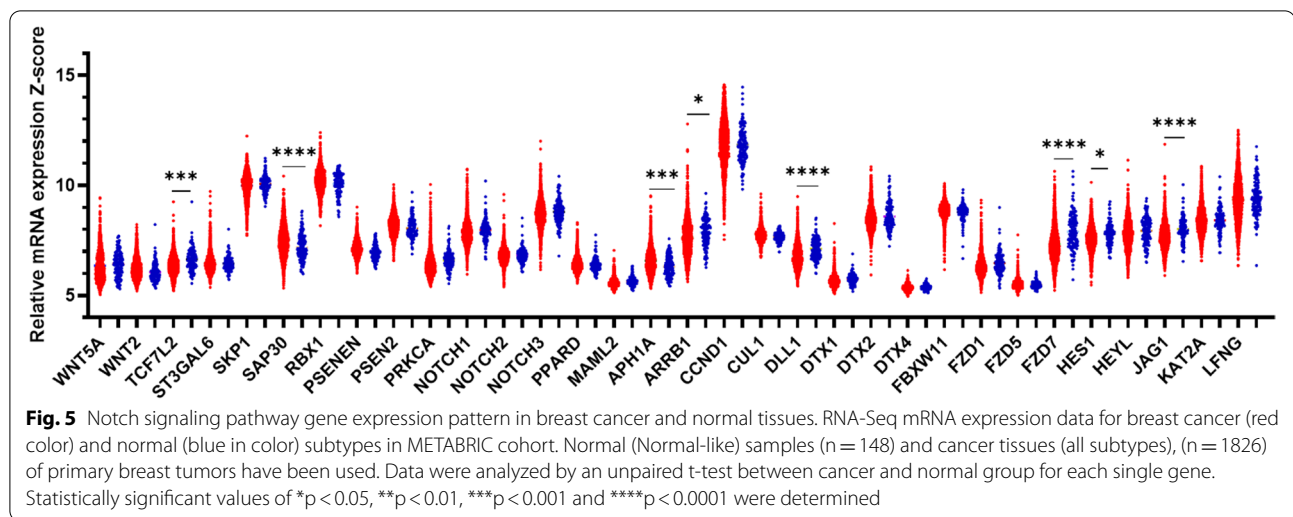 Relative mRNA expression Z-score
15
10
5
***
****
***
*
****
****
*
****
WNT5A
WNT2
TCF7L2
ST3GAL6
SKP1
SAP30
RBX1
PSENEN
PSEN2
PRKCA
NOTCH1
NOTCH2
NOTCH3
PPARD
MAML2
APH1A
ARRB1
CCND1
CUL1
DLL1
DTX1
DTX2
DTX4
FBXW11
FZD1
FZD5
FZD7
HES1
HEYL
JAG1
KAT2A
LFNG
Fig. 5 Notch signaling pathway gene expression pattern in breast cancer and normal tissues. RNA-Seq mRNA expression data for breast cancer (red
color) and normal (blue in color) subtypes in METABRIC cohort. Normal (Normal-like) samples (n = 148) and cancer tissues (all subtypes), (n = 1826)
of primary breast tumors have been used. Data were analyzed by an unpaired t-test between cancer and normal group for each single gene.
Statistically significant values of *p < 0.05, **p < 0.01, ***p < 0.001 and ****p < 0.0001 were determined